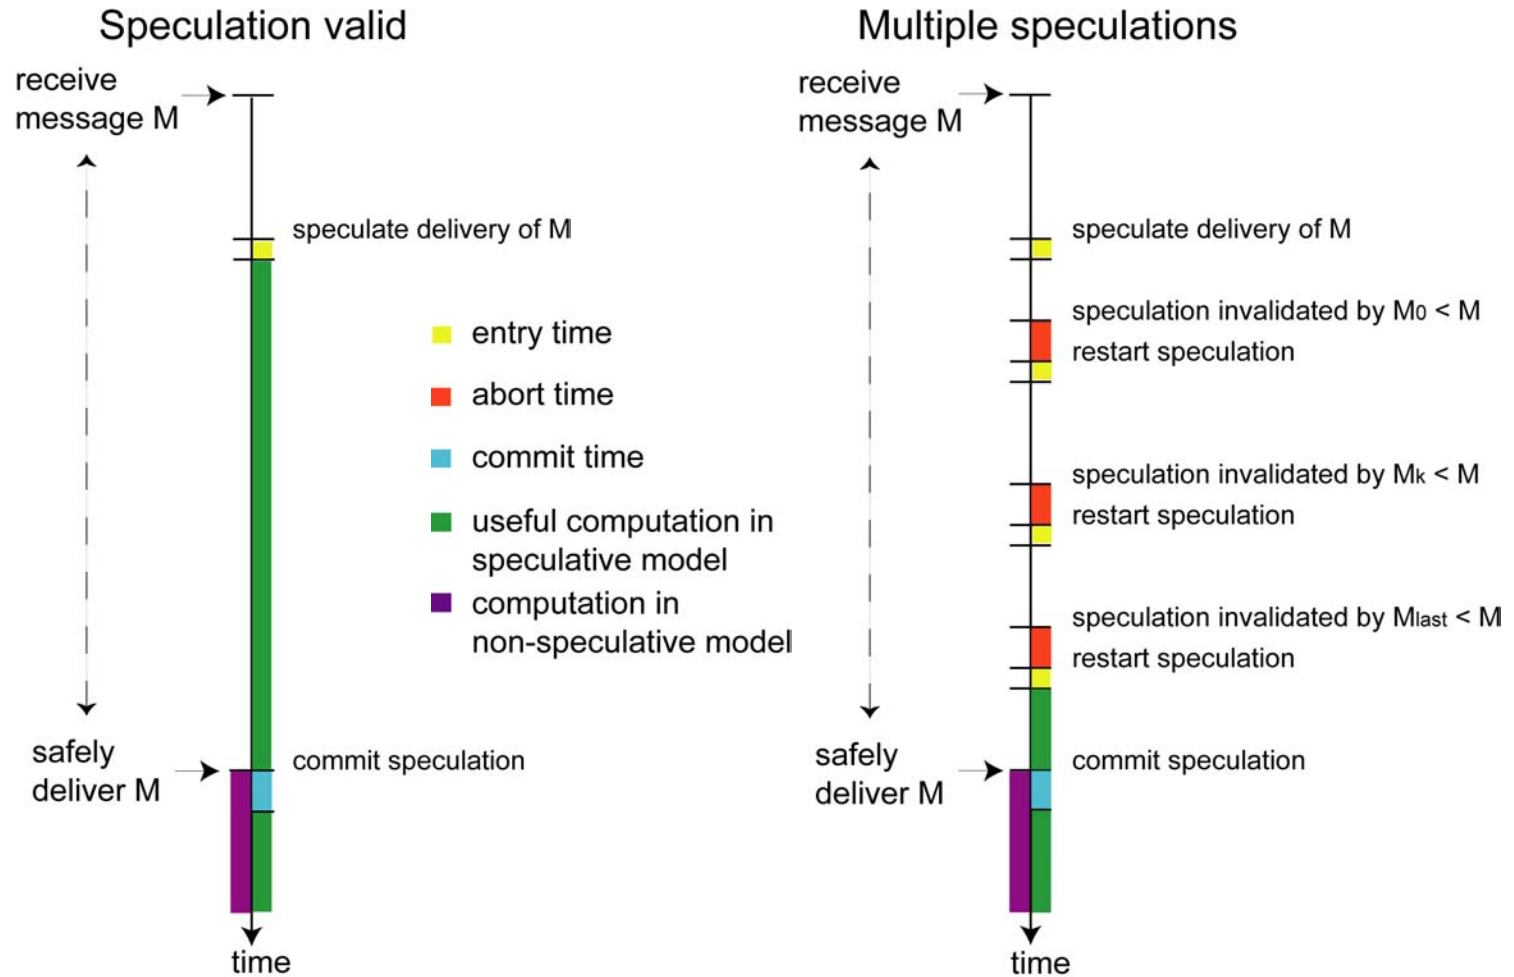 Speculation valid
receive
message M
speculate delivery of M
entry time
abort time
commit time
useful computation in
speculative model
computation in
non-speculative model
safely
deliver M
commit speculation
time
Multiple speculations
receive
message M
speculate delivery of M
speculation invalidated by M0 < M
restart speculation
speculation invalidated by Mk < M
restart speculation
speculation invalidated by Mlast < M
restart speculation
safely
deliver M
commit speculation
time